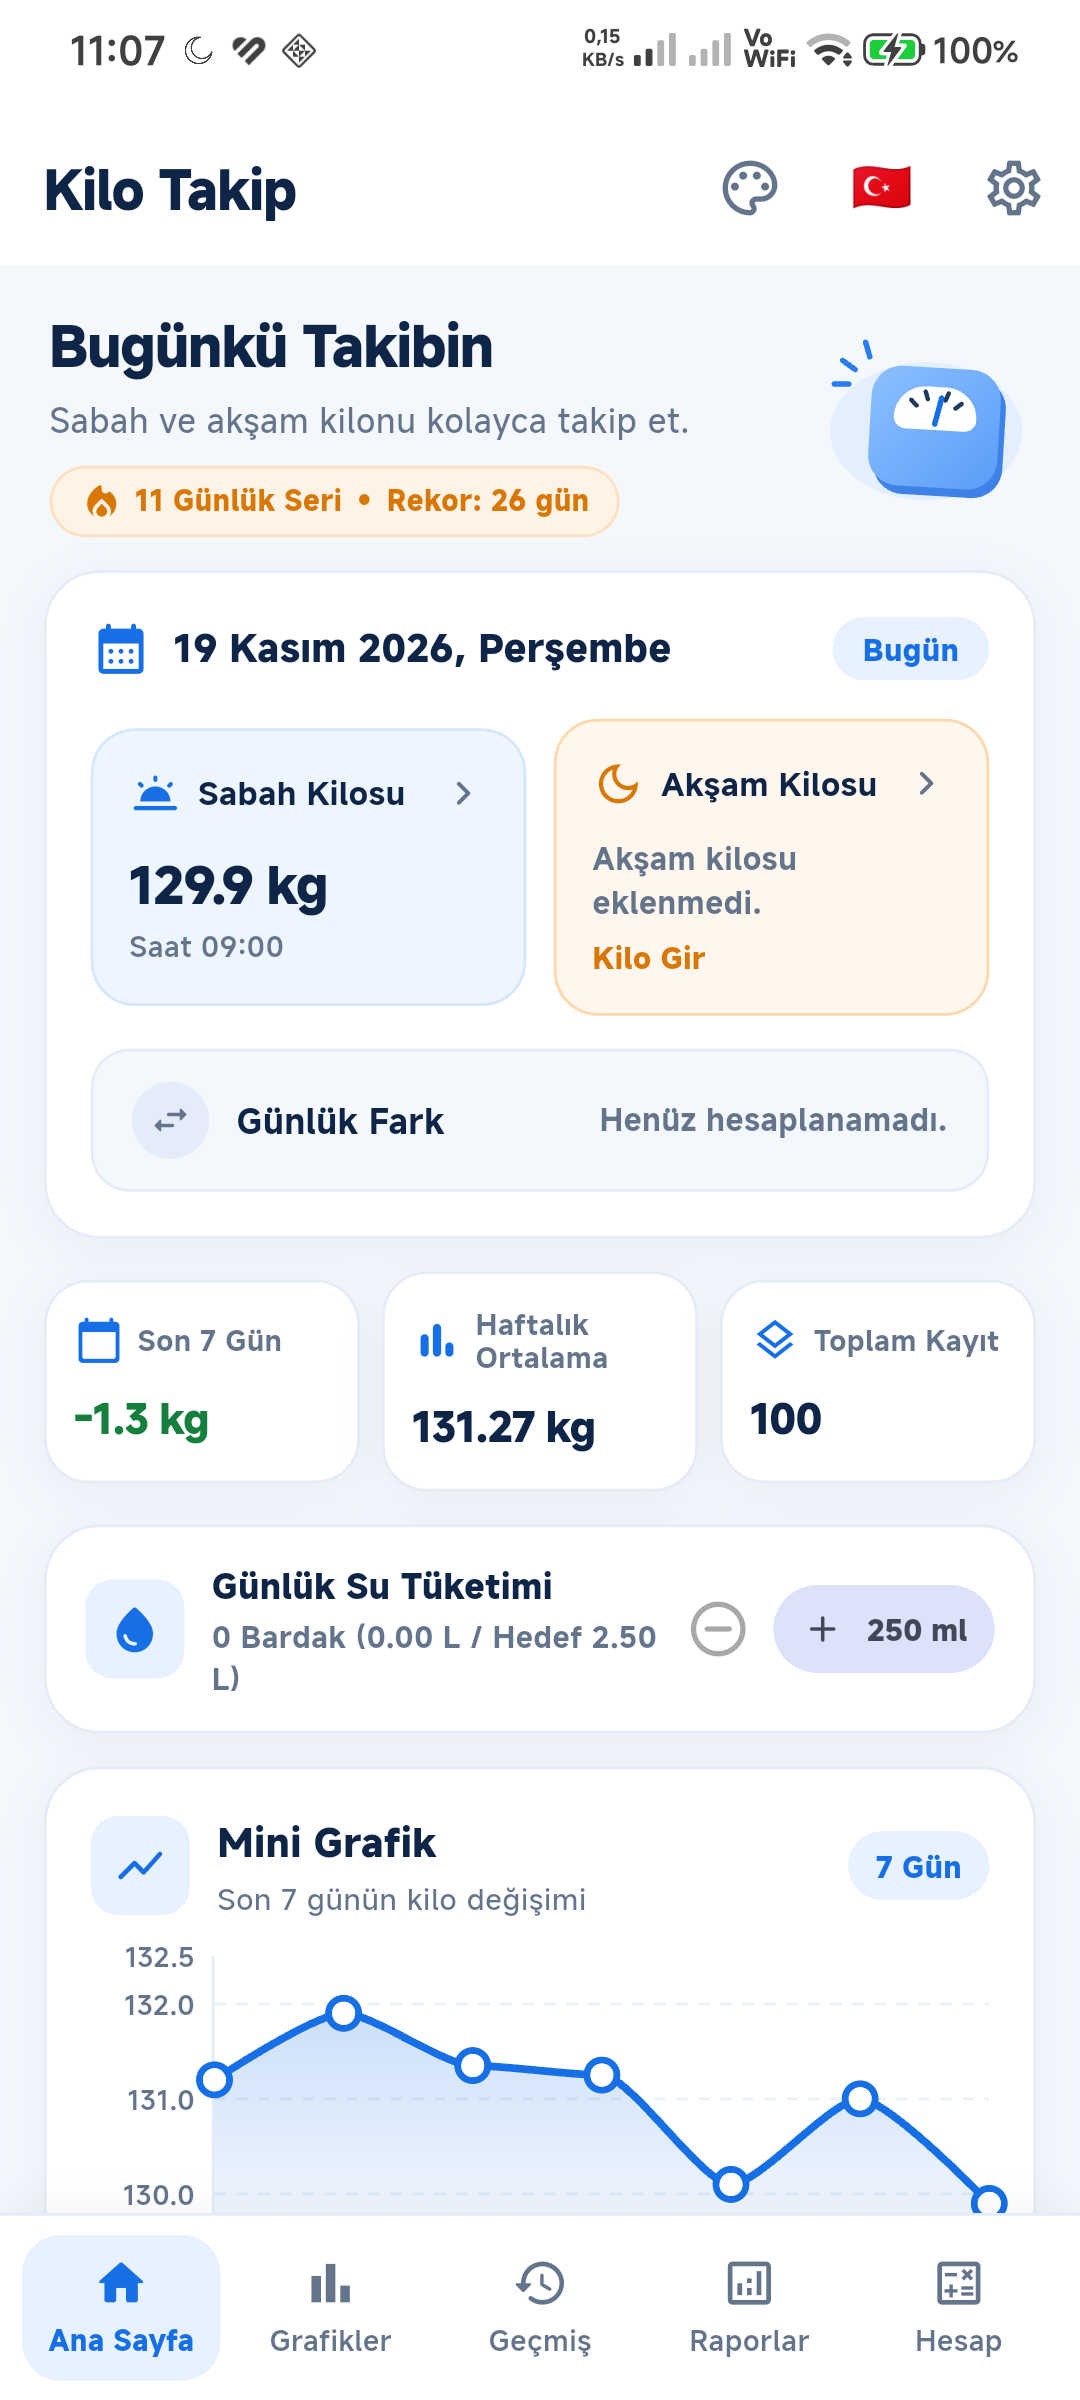 11:07
0,15
KB/s
Vo
WiFi
100%
Kilo Takip
Bugünkü Takibin
Sabah ve akşam kilonu kolayca takip et.
11 Günlük Seri • Rekor: 26 gün
19 Kasım 2026, Perşembe
Bugün
Sabah Kilosu
129.9 kg
Saat 09:00
Akşam Kilosu
Akşam kilosu
eklenmedi.
Kilo Gir
Günlük Fark
Henüz hesaplanamadı.
Son 7 Gün
-1.3 kg
Haftalık
Ortalama
131.27 kg
Toplam Kayıt
100
Günlük Su Tüketimi
0 Bardak (0.00 L / Hedef 2.50
L)
+ 250 ml
Mini Grafik
Son 7 günün kilo değişimi
7 Gün
132.5
132.0
131.0
130.0
Ana Sayfa
Grafikler
Geçmiş
Raporlar
Hesap